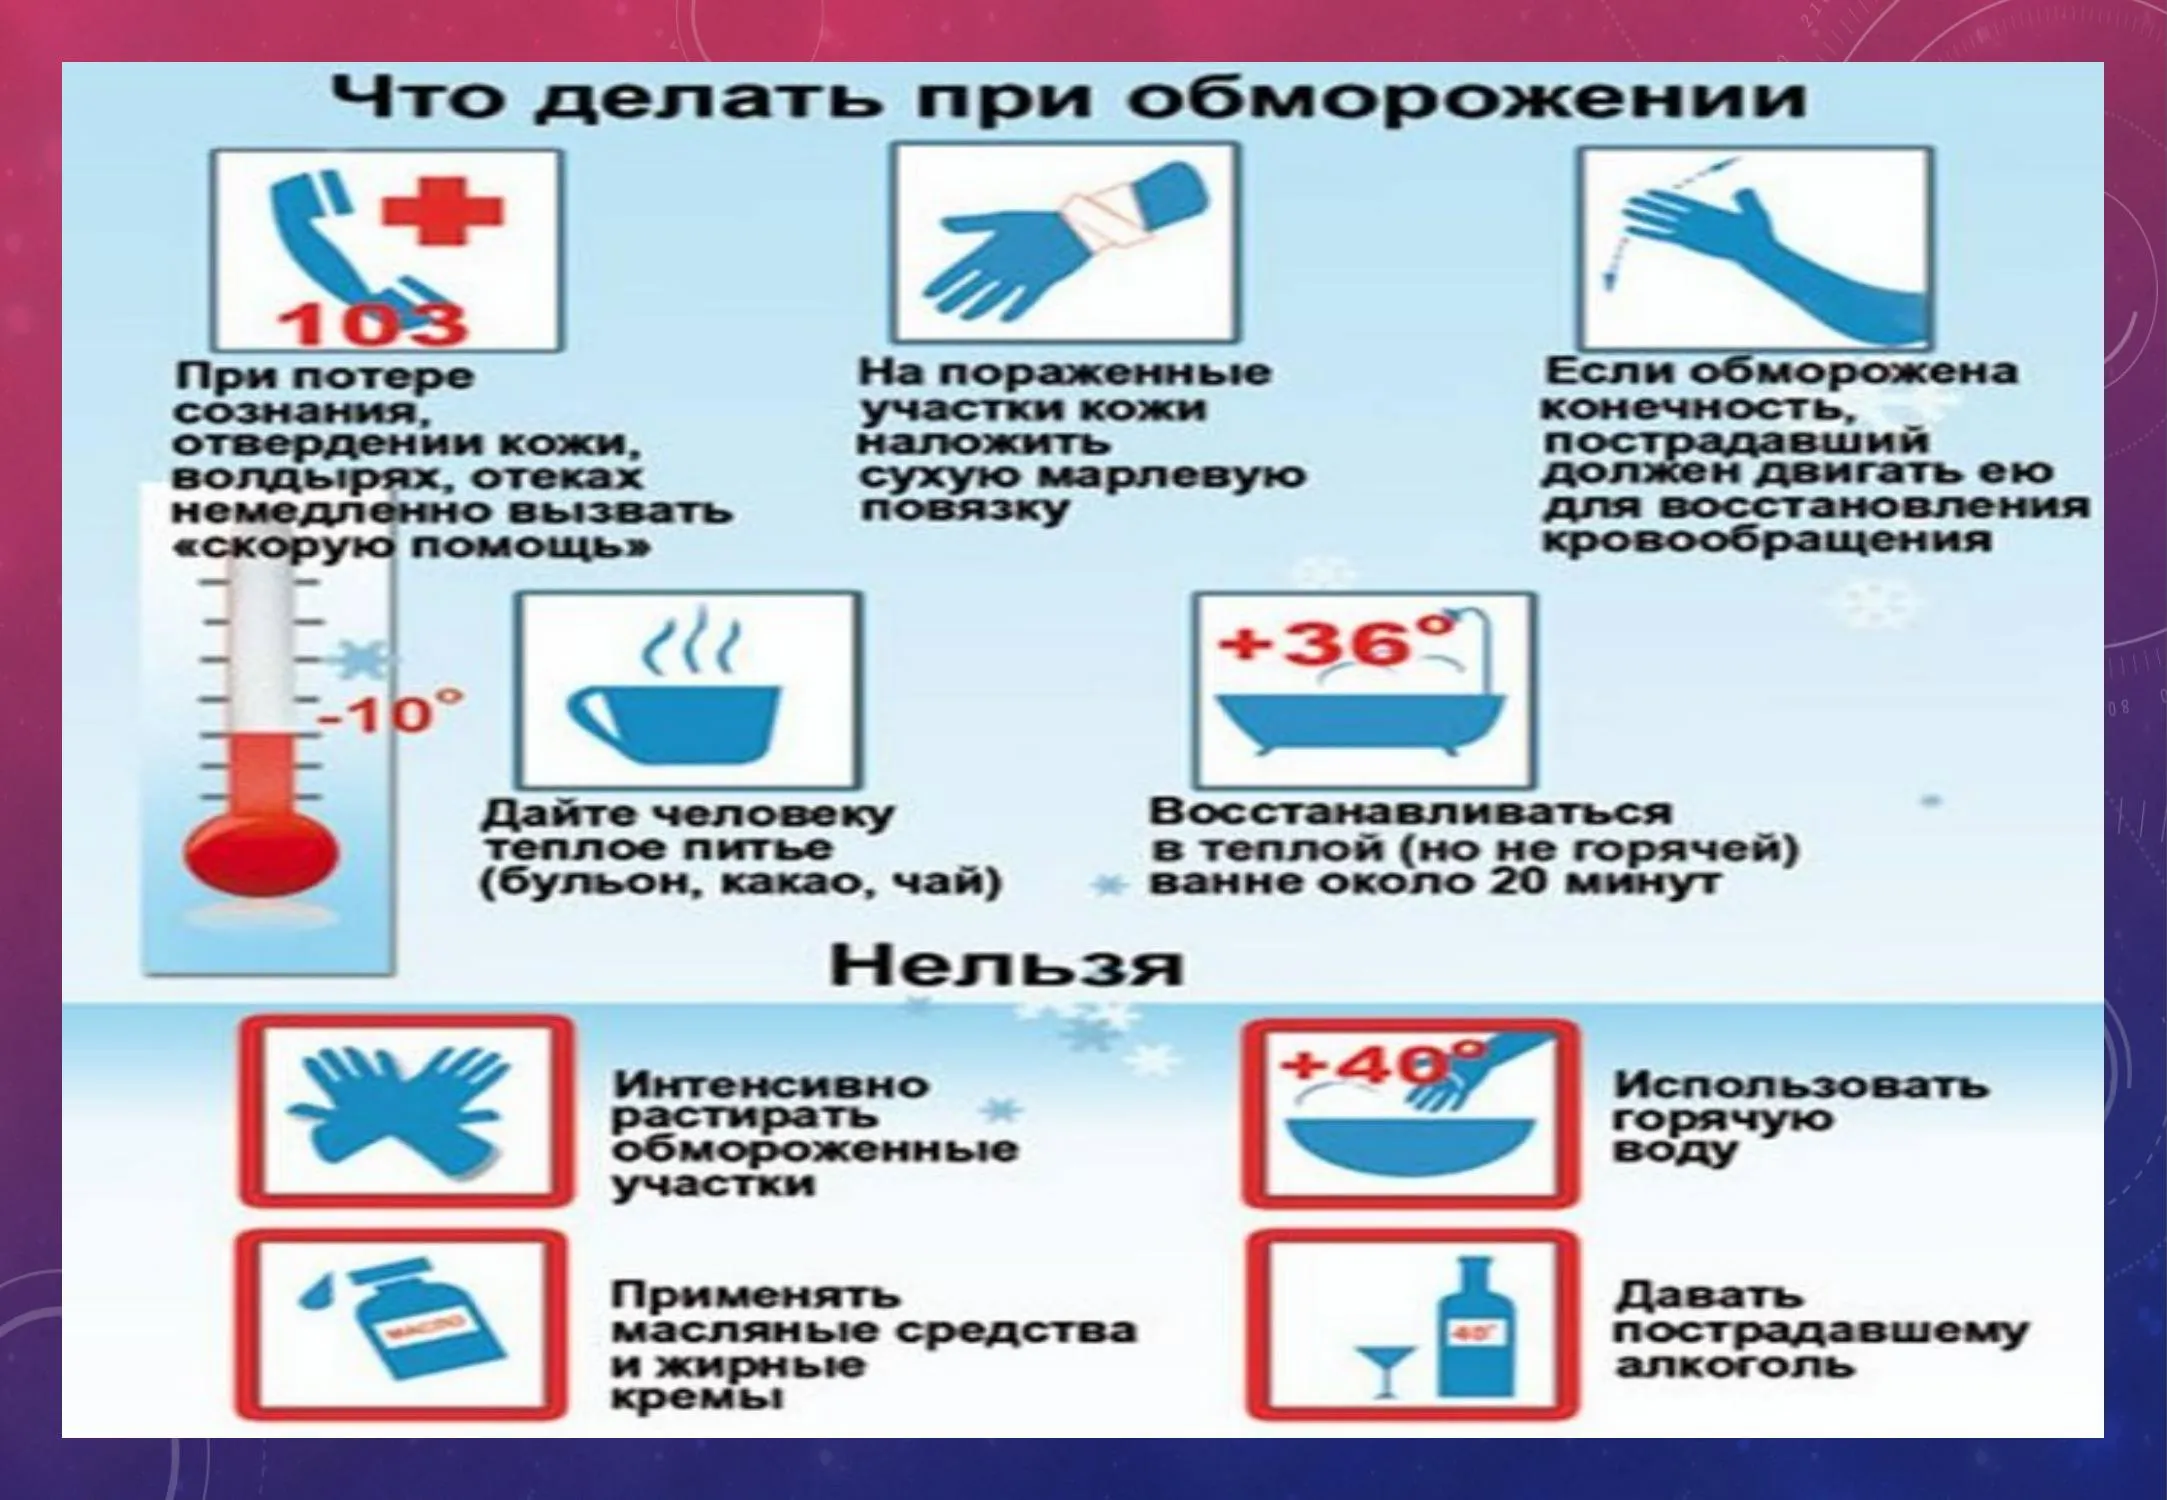 Что делать при обморожении
103
При потере
сознания,
отвердении кожи,
волдырях, отеках
немедленно вызвать
«скорую помощь»
На пораженные
участки кожи
наложить
сухую марлевую
повязку
Если обморожена
конечность,
пострадавший
должен двигать ею
для восстановления
кровообращения
-10°
Дайте человеку
теплое питье
(бульон, какао, чай)
+36°
Восстанавливаться
в теплой (но не горячей)
ванне около 20 минут
Нельзя
Интенсивно
растирать
обмороженные
участки
+40°
Использовать
горячую
воду
МАСЛО
Применять
масляные средства
и жирные
кремы
40°
Давать
пострадавшему
алкоголь
80